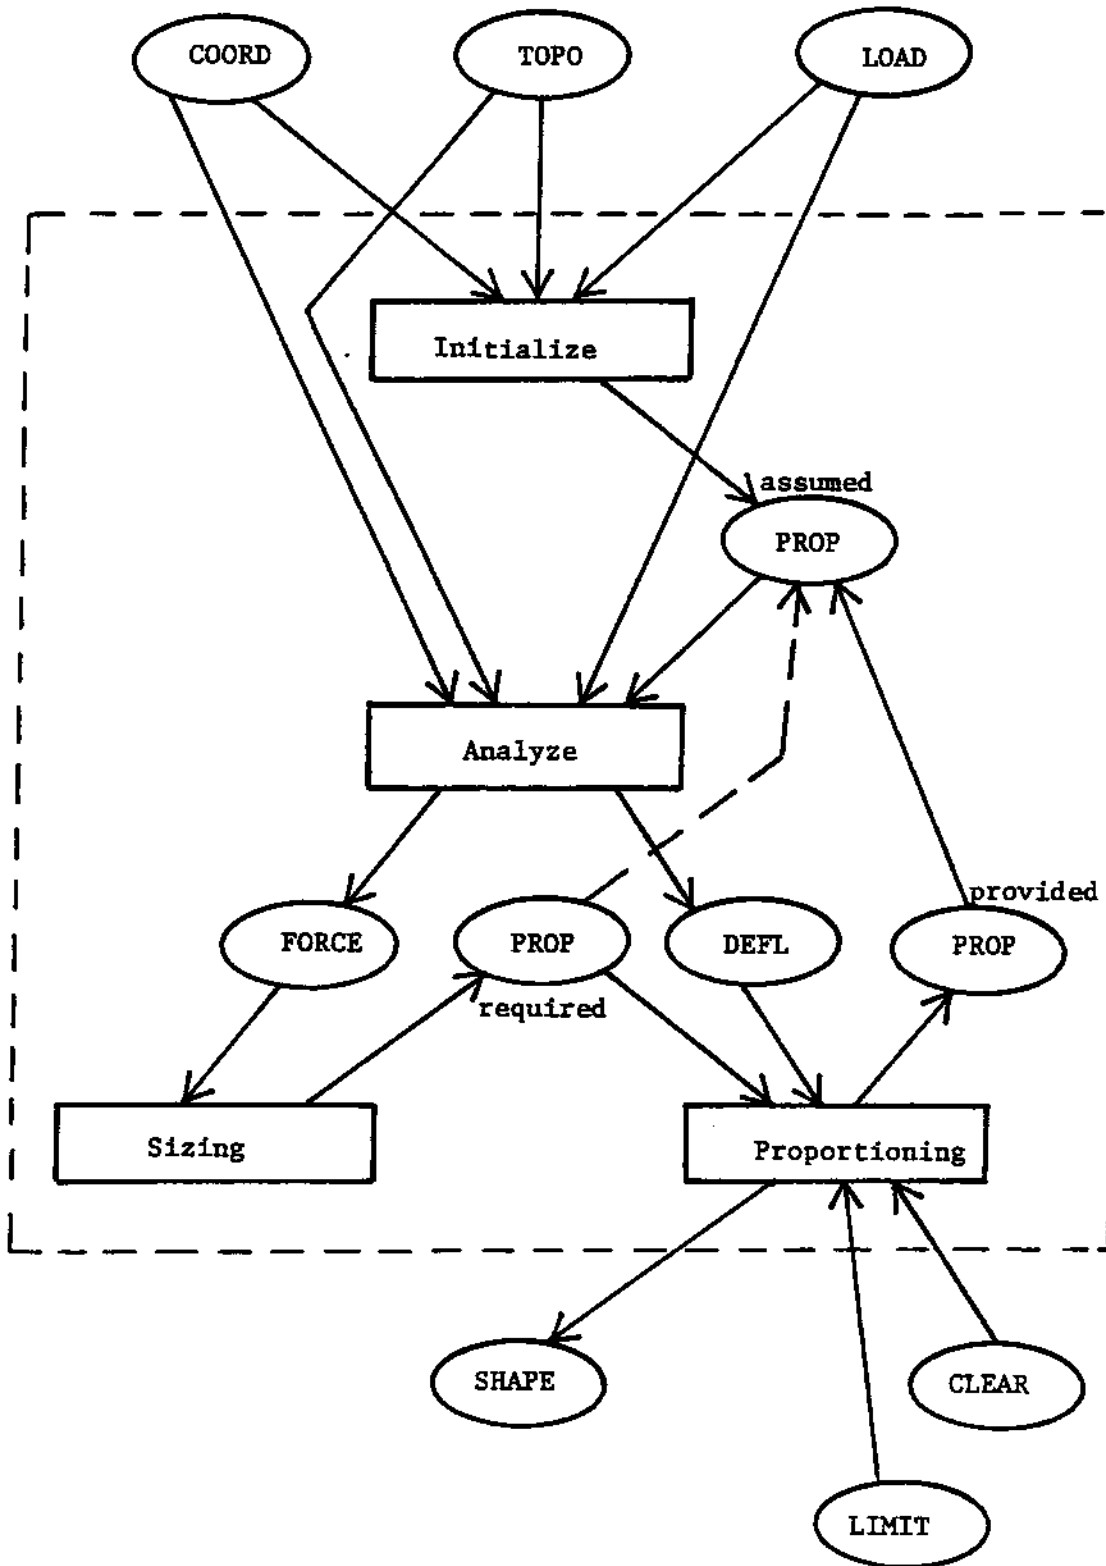 COORD
TOPO
LOAD
Initialize
assumed
PROP
Analyze
provided
FORCE
PROP
DEFL
PROP
required
Sizing
Proportioning
SHAPE
CLEAR
LIMIT